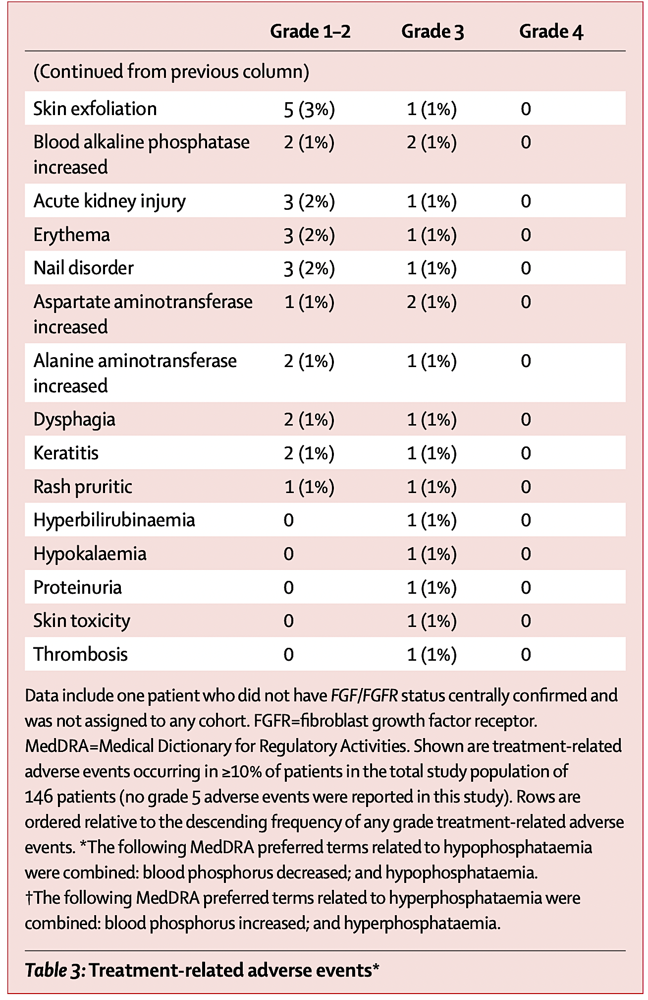 Grade 1–2 Grade 3 Grade 4
(Continued from previous column)
Skin exfoliation 5 (3%) 1 (1%) 0
Blood alkaline phosphatase 2 (1%) 2 (1%) 0
increased
Acute kidney injury 3 (2%) 1 (1%) 0
Erythema 3 (2%) 1 (1%) 0
Nail disorder 3 (2%) 1 (1%) 0
Aspartate aminotransferase 1 (1%) 2 (1%) 0
increased
Alanine aminotransferase 2 (1%) 1 (1%) 0
increased
Dysphagia 2 (1%) 1 (1%) 0
Keratitis 2 (1%) 1 (1%) 0
Rash pruritic 1 (1%) 1 (1%) 0
Hyperbilirubinaemia 0 1 (1%) 0
Hypokalaemia 0 1 (1%) 0
Proteinuria 0 1 (1%) 0
Skin toxicity 0 1 (1%) 0
Thrombosis 0 1 (1%) 0
Data include one patient who did not have FGF/FGFR status centrally confirmed and
was not assigned to any cohort. FGFR=fibroblast growth factor receptor.
MedDRA=Medical Dictionary for Regulatory Activities. Shown are treatment-related
adverse events occurring in ≥10% of patients in the total study population of
146 patients (no grade 5 adverse events were reported in this study). Rows are
ordered relative to the descending frequency of any grade treatment-related adverse
events. *The following MedDRA preferred terms related to hypophosphataemia
were combined: blood phosphorus decreased; and hypophosphataemia.
†The following MedDRA preferred terms related to hyperphosphataemia were
combined: blood phosphorus increased; and hyperphosphataemia.
Table 3: Treatment-related adverse events*